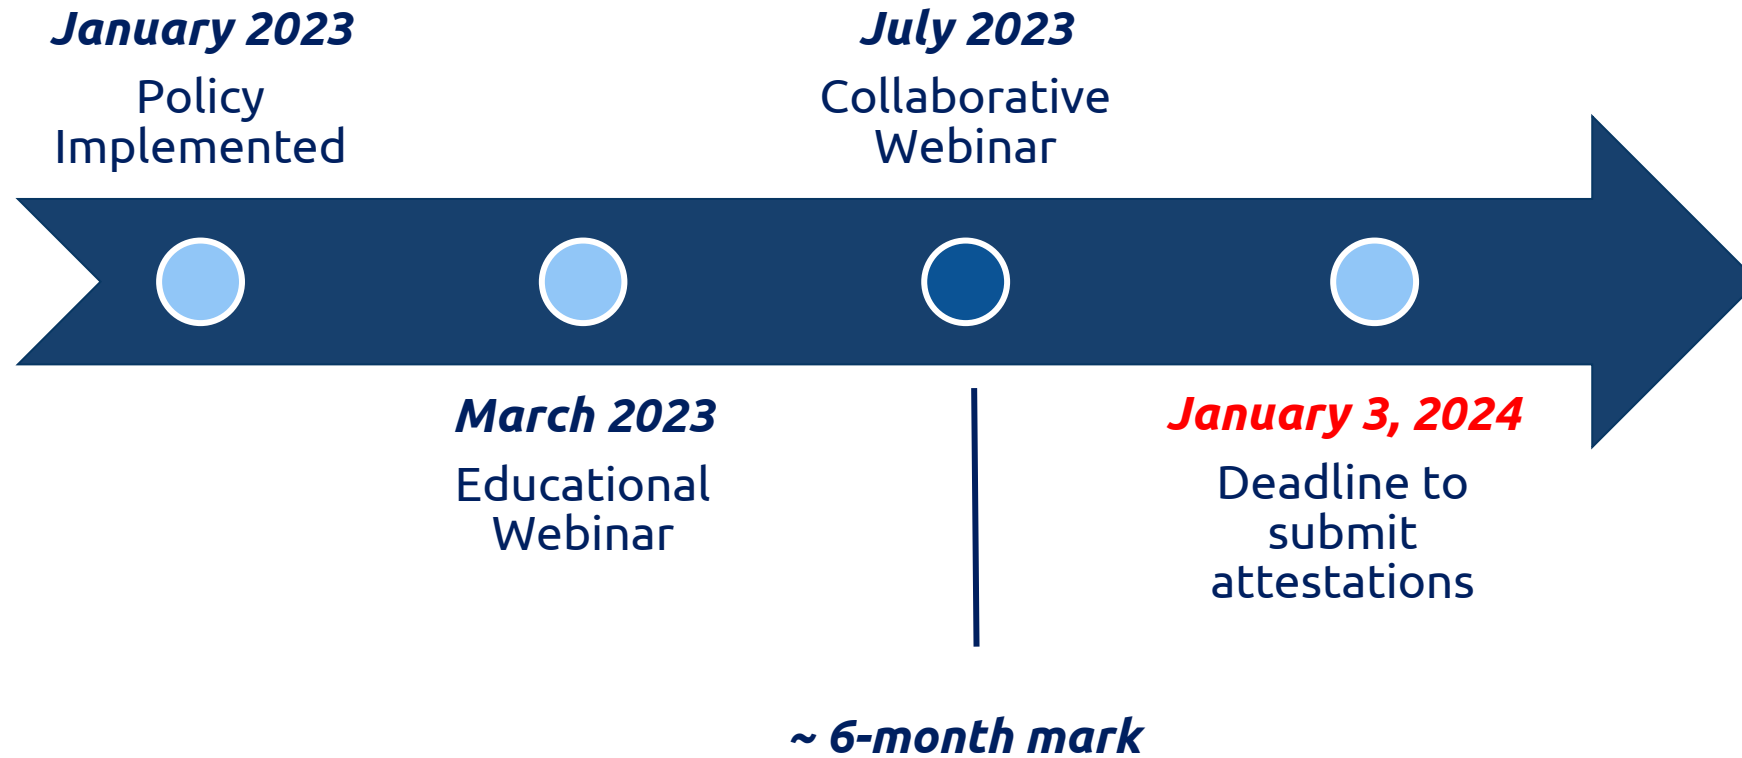 January 2023
Policy
Implemented
July 2023
Collaborative
Webinar
March 2023
Educational
Webinar
January 3, 2024
Deadline to
submit
attestations
~ 6-month mark